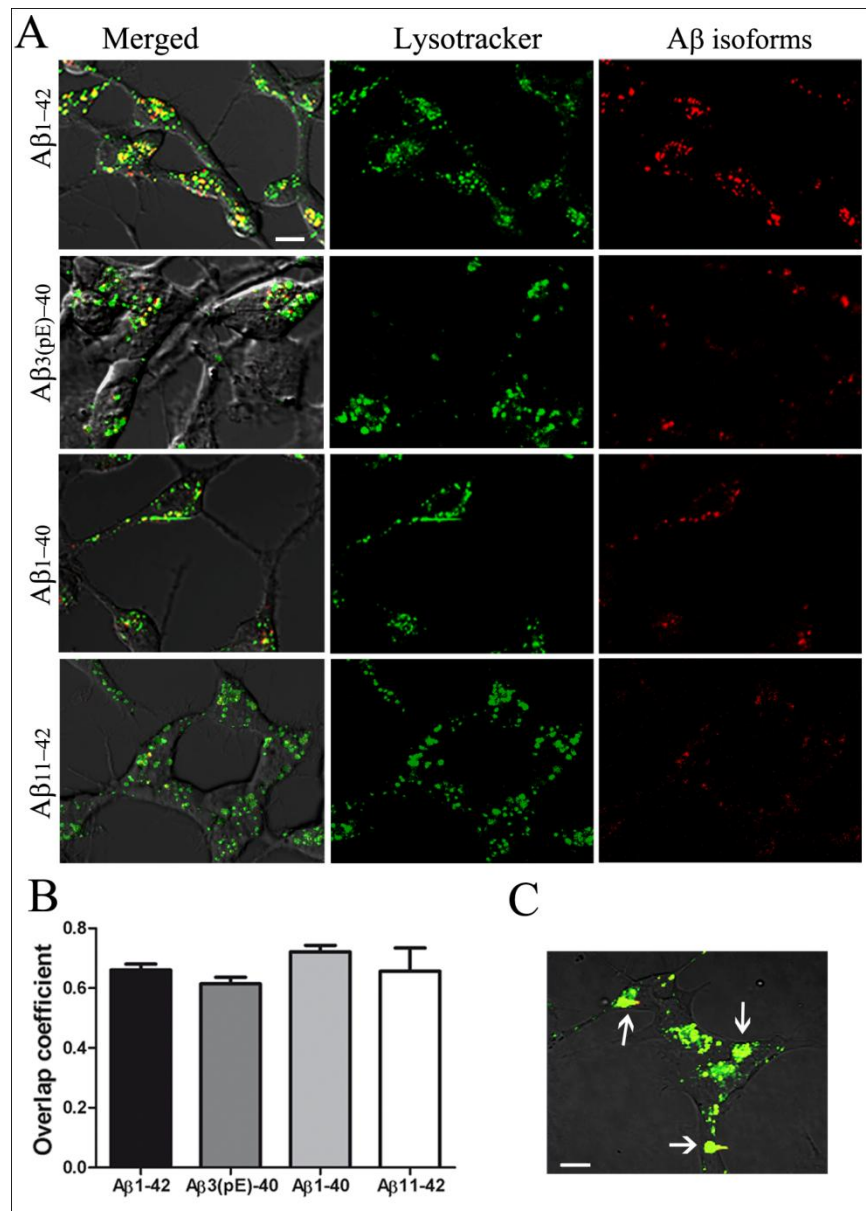 A
Merged
Lysotracker
Aβ isoforms
Aβ1–42
Aβ3(pE)–40
Aβ1–40
Aβ11–42
B
Overlap coefficient
0.8
0.6
0.4
0.2
0.0
Aβ1-42 Aβ3(pE)-40 Aβ1-40 Aβ11-42
C